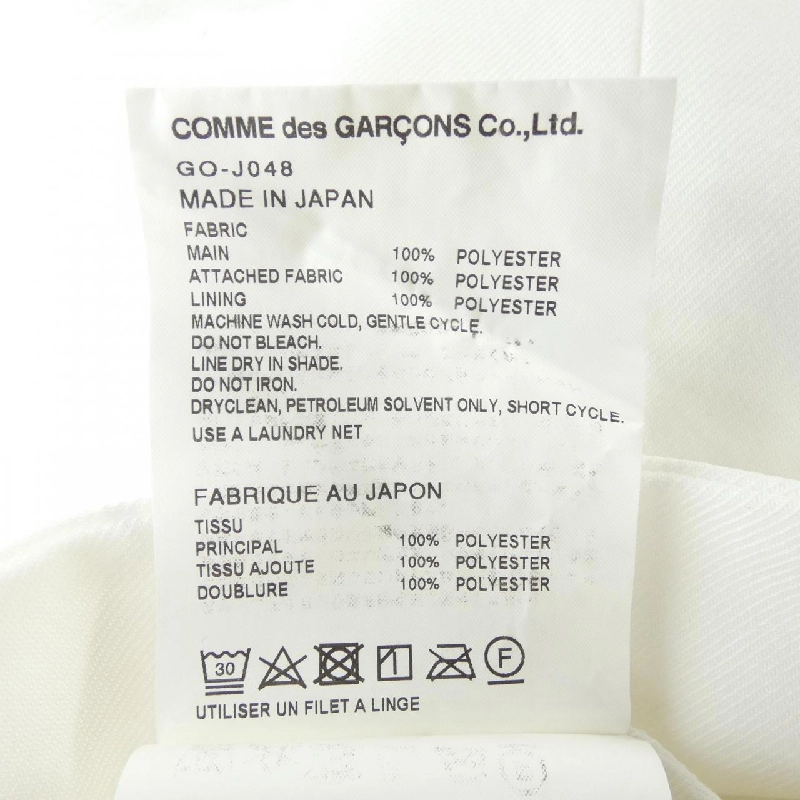 COMME des GARÇONS Co.,Ltd.
GO-J048
MADE IN JAPAN
FABRIC
MAIN 100% POLYESTER
ATTACHED FABRIC 100% POLYESTER
LINING 100% POLYESTER
MACHINE WASH COLD, GENTLE CYCLE.
DO NOT BLEACH.
LINE DRY IN SHADE.
DO NOT IRON.
DRYCLEAN, PETROLEUM SOLVENT ONLY, SHORT CYCLE.
USE A LAUNDRY NET
FABRIQUE AU JAPON
TISSU
PRINCIPAL 100% POLYESTER
TISSU AJOUTE 100% POLYESTER
DOUBLURE 100% POLYESTER
30 F
UTILISER UN FILET A LINGE